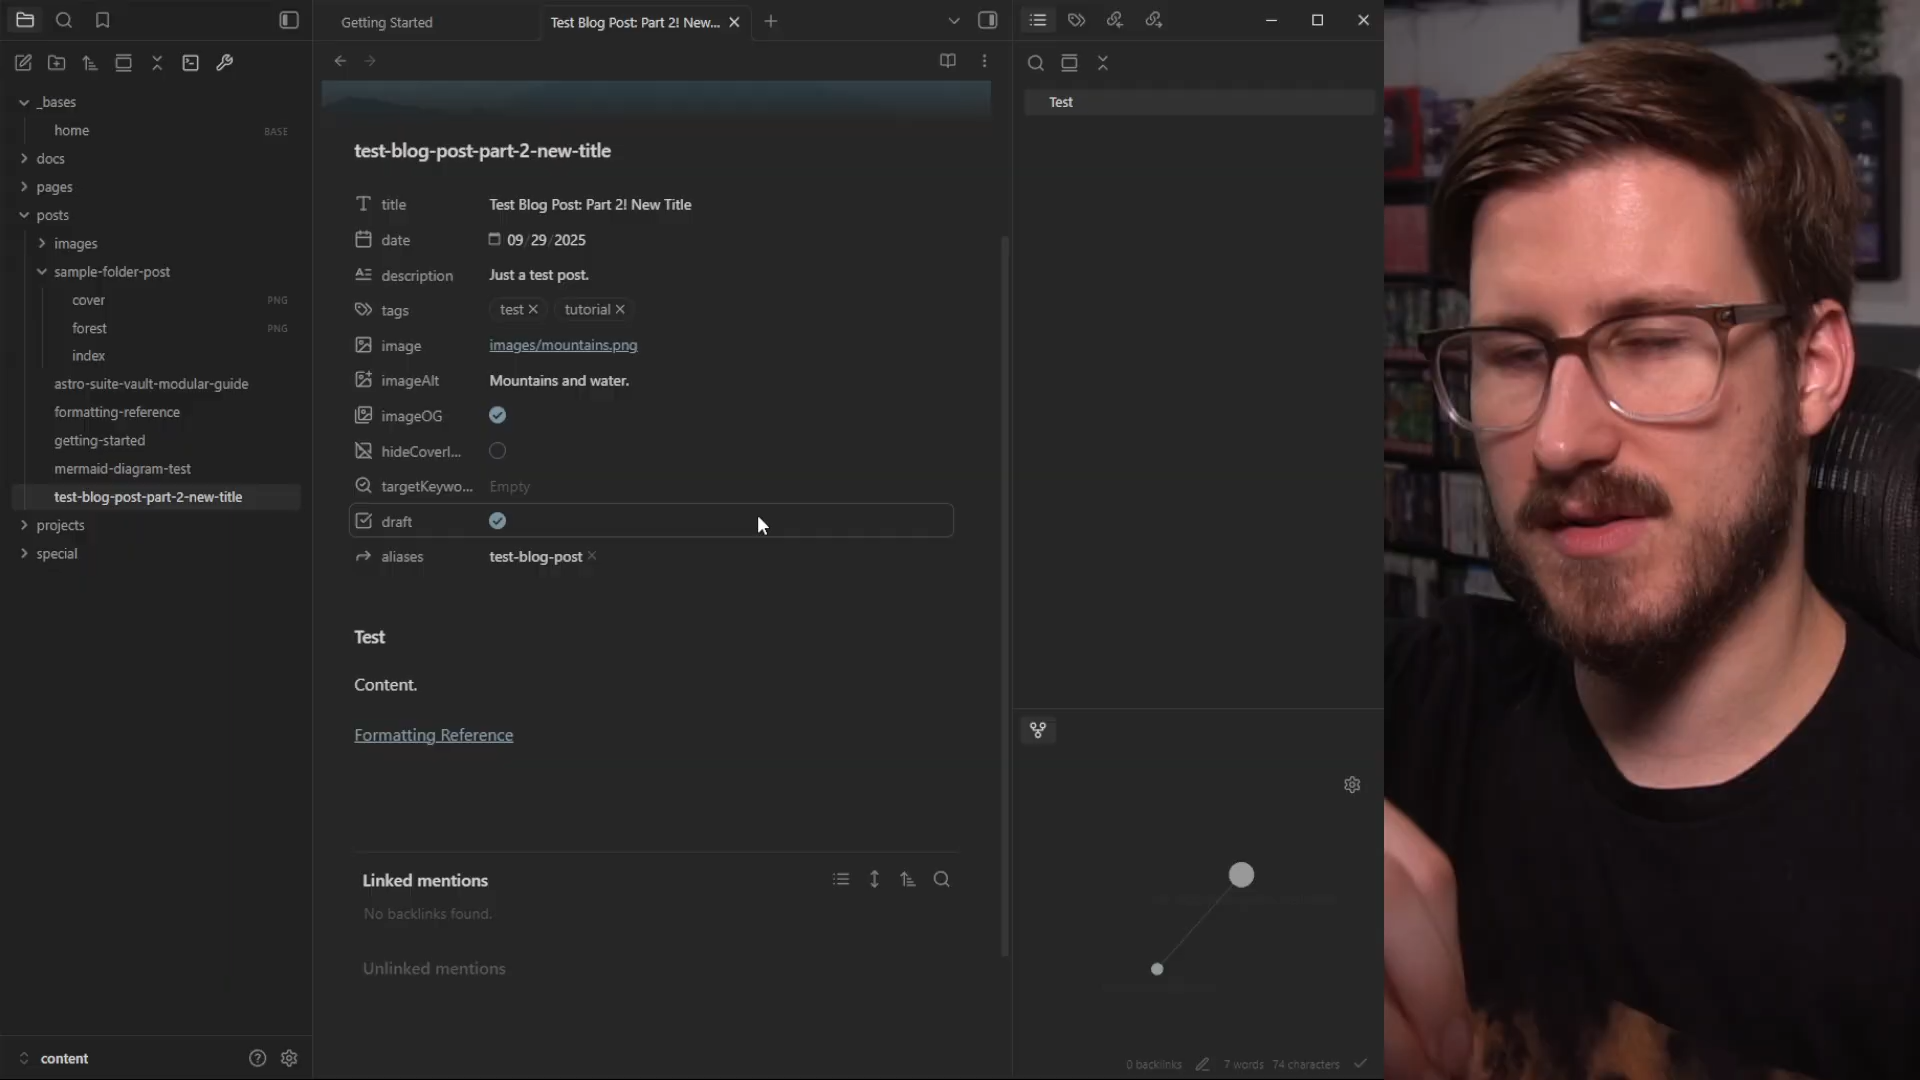 Getting Started
Test Blog Post: Part 2! New...
_bases
home
BASE
docs
pages
posts
images
sample-folder-post
cover
PNG
forest
PNG
index
astro-suite-vault-modular-guide
formatting-reference
getting-started
mermaid-diagram-test
test-blog-post-part-2-new-title
projects
special
content
test-blog-post-part-2-new-title
title
Test Blog Post: Part 2! New Title
date
09/29/2025
description
Just a test post.
tags
test
tutorial
image
images/mountains.png
imageAlt
Mountains and water.
imageOG
hideCoverI...
targetKeywo...
Empty
draft
aliases
test-blog-post
Test
Content.
Formatting Reference
Linked mentions
No backlinks found.
Unlinked mentions
Test
0 backlinks
7 words
74 characters